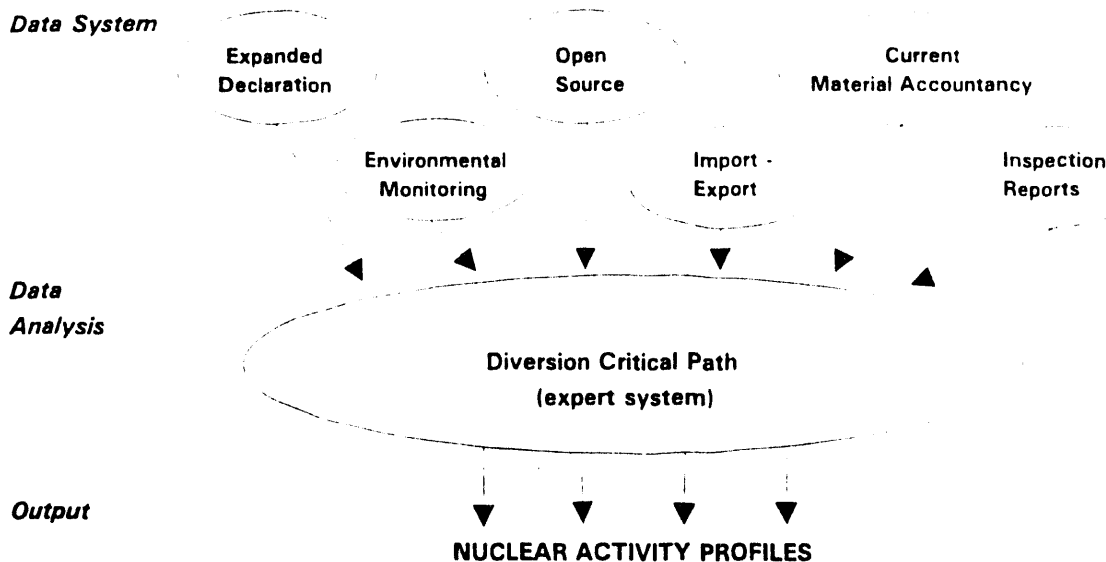 Data System
Expanded
Declaration
Open
Source
Current
Material Accountancy
Environmental
Monitoring
Import -
Export
Inspection
Reports
Data
Analysis
Diversion Critical Path
(expert system)
Output
NUCLEAR ACTIVITY PROFILES